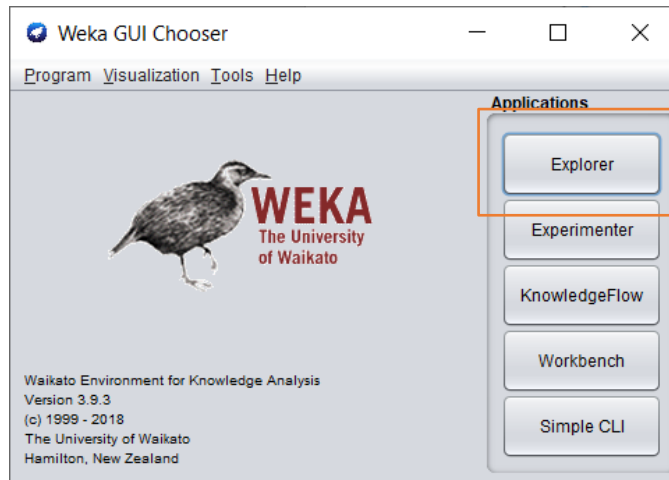 Weka GUI Chooser
Program Visualization Tools Help
Applications
Explorer
Experimenter
KnowledgeFlow
Workbench
Simple CLI
WEKA
The University
of Waikato
Waikato Environment for Knowledge Analysis
Version 3.9.3
(c) 1999 - 2018
The University of Waikato
Hamilton, New Zealand